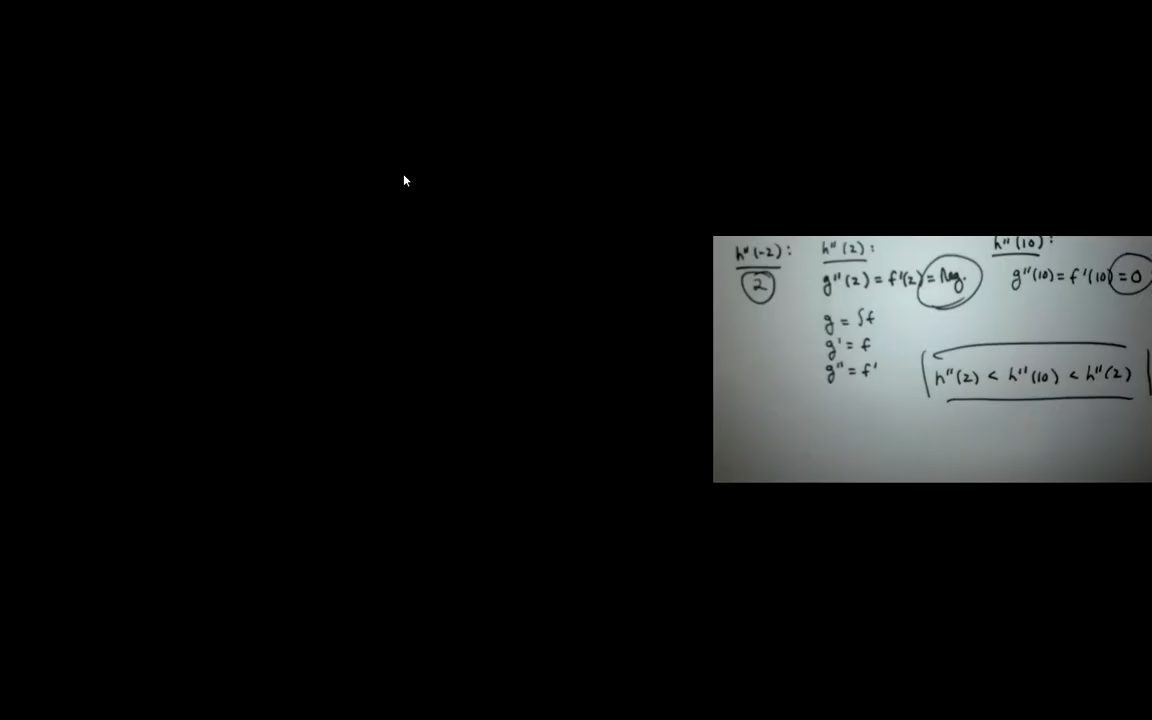 h"(-2):
2
h"(2):
g"(2) = f'(2) = Neg.
g = ∫f
g' = f
g" = f'
h"(10):
g"(10) = f'(10) = 0
h"(2) < h"(10) < h"(2)